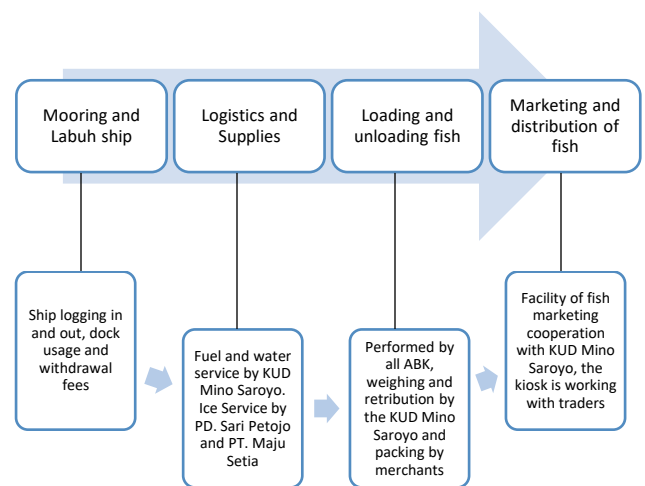 Mooring and
Labuh ship
Logistics and
Supplies
Loading and
unloading fish
Marketing and
distribution of
fish
Ship logging in
and out, dock
usage and
withdrawal
fees
Fuel and water
service by KUD
Mino Saroyo.
Ice Service by
PD. Sari Petojo
and PT. Maju
Setia
Performed by
all ABK,
weighing and
retribution by
the KUD Mino
Saroyo and
packing by
merchants
Facility of fish
marketing
cooperation
with KUD Mino
Saroyo, the
kiosk is working
with traders